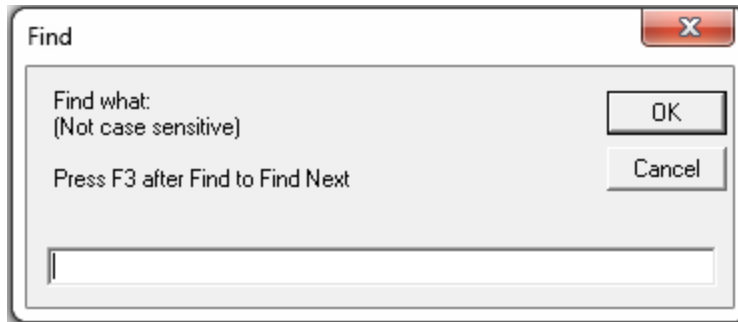 Find
Find what:
(Not case sensitive)
OK
Press F3 after Find to Find Next
Cancel